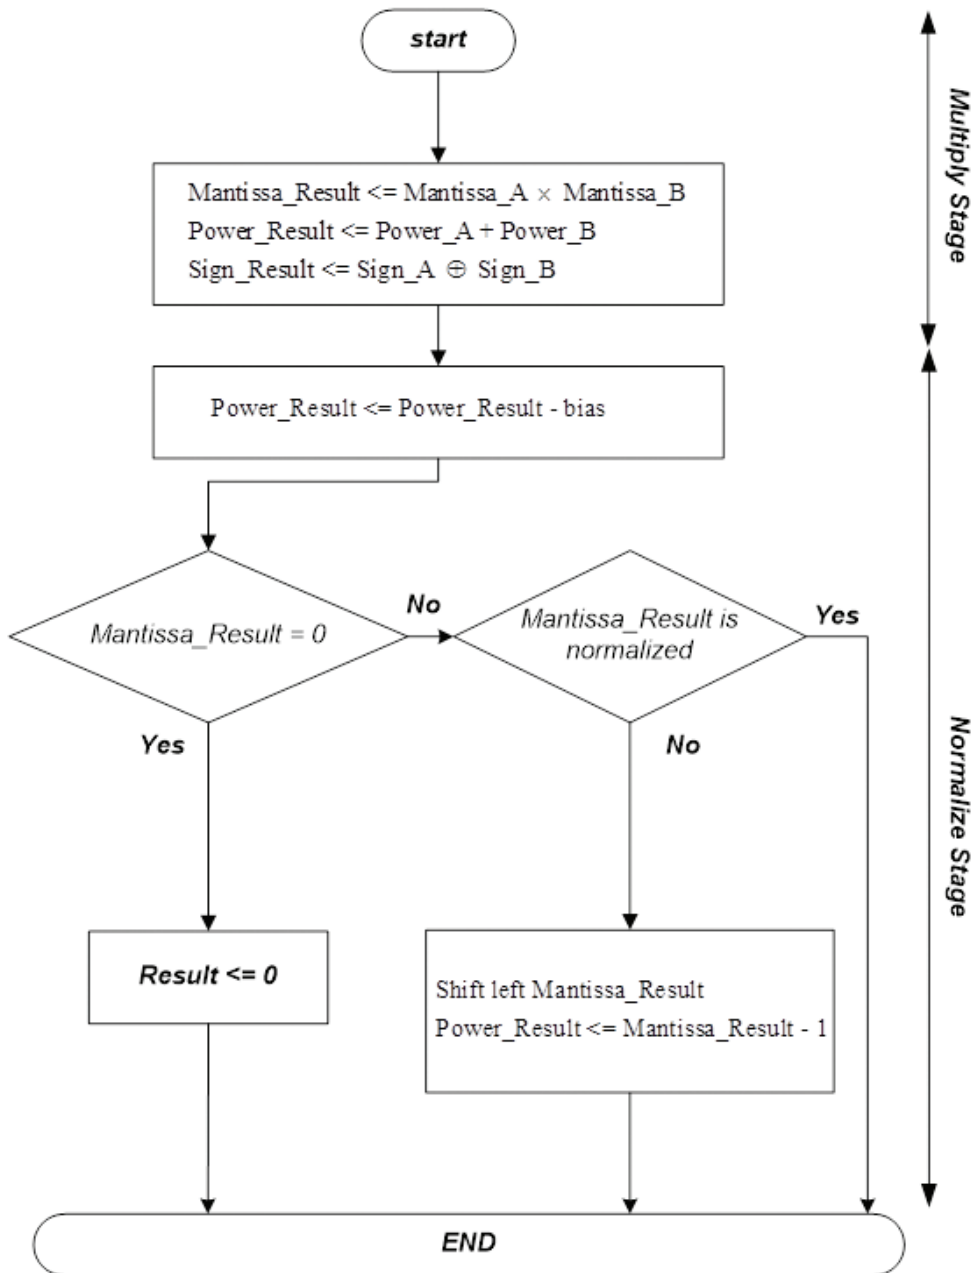 start
Multiply Stage
Mantissa_Result <= Mantissa_A × Mantissa_B
Power_Result <= Power_A + Power_B
Sign_Result <= Sign_A ⊕ Sign_B
Power_Result <= Power_Result - bias
Mantissa_Result = 0
No
Mantissa_Result is
normalized
Yes
Yes
No
Normalize Stage
Result <= 0
Shift left Mantissa_Result
Power_Result <= Mantissa_Result - 1
END